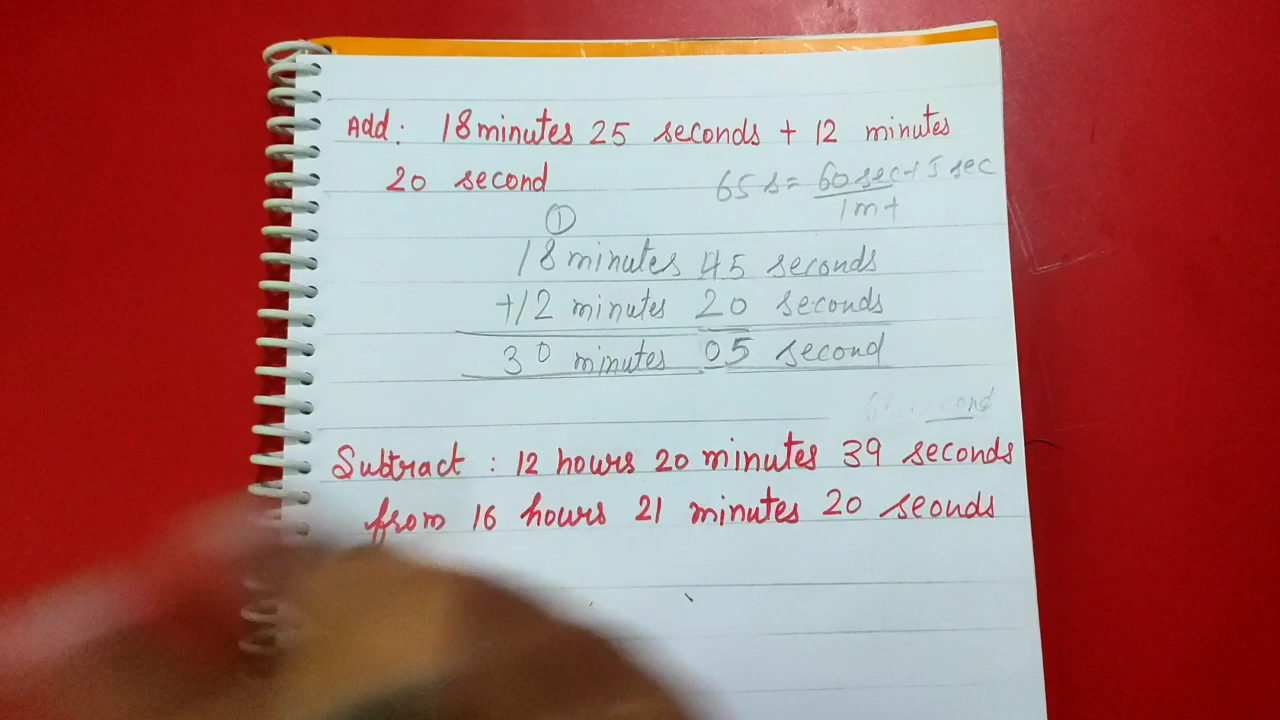 Add: 18 minutes 25 seconds + 12 minutes
20 second
65 s = 60 sec + 5 sec
1 mt
1
18 minutes 45 seconds
+12 minutes 20 seconds
30 minutes 05 second
Subtract : 12 hours 20 minutes 39 seconds
from 16 hours 21 minutes 20 seonds